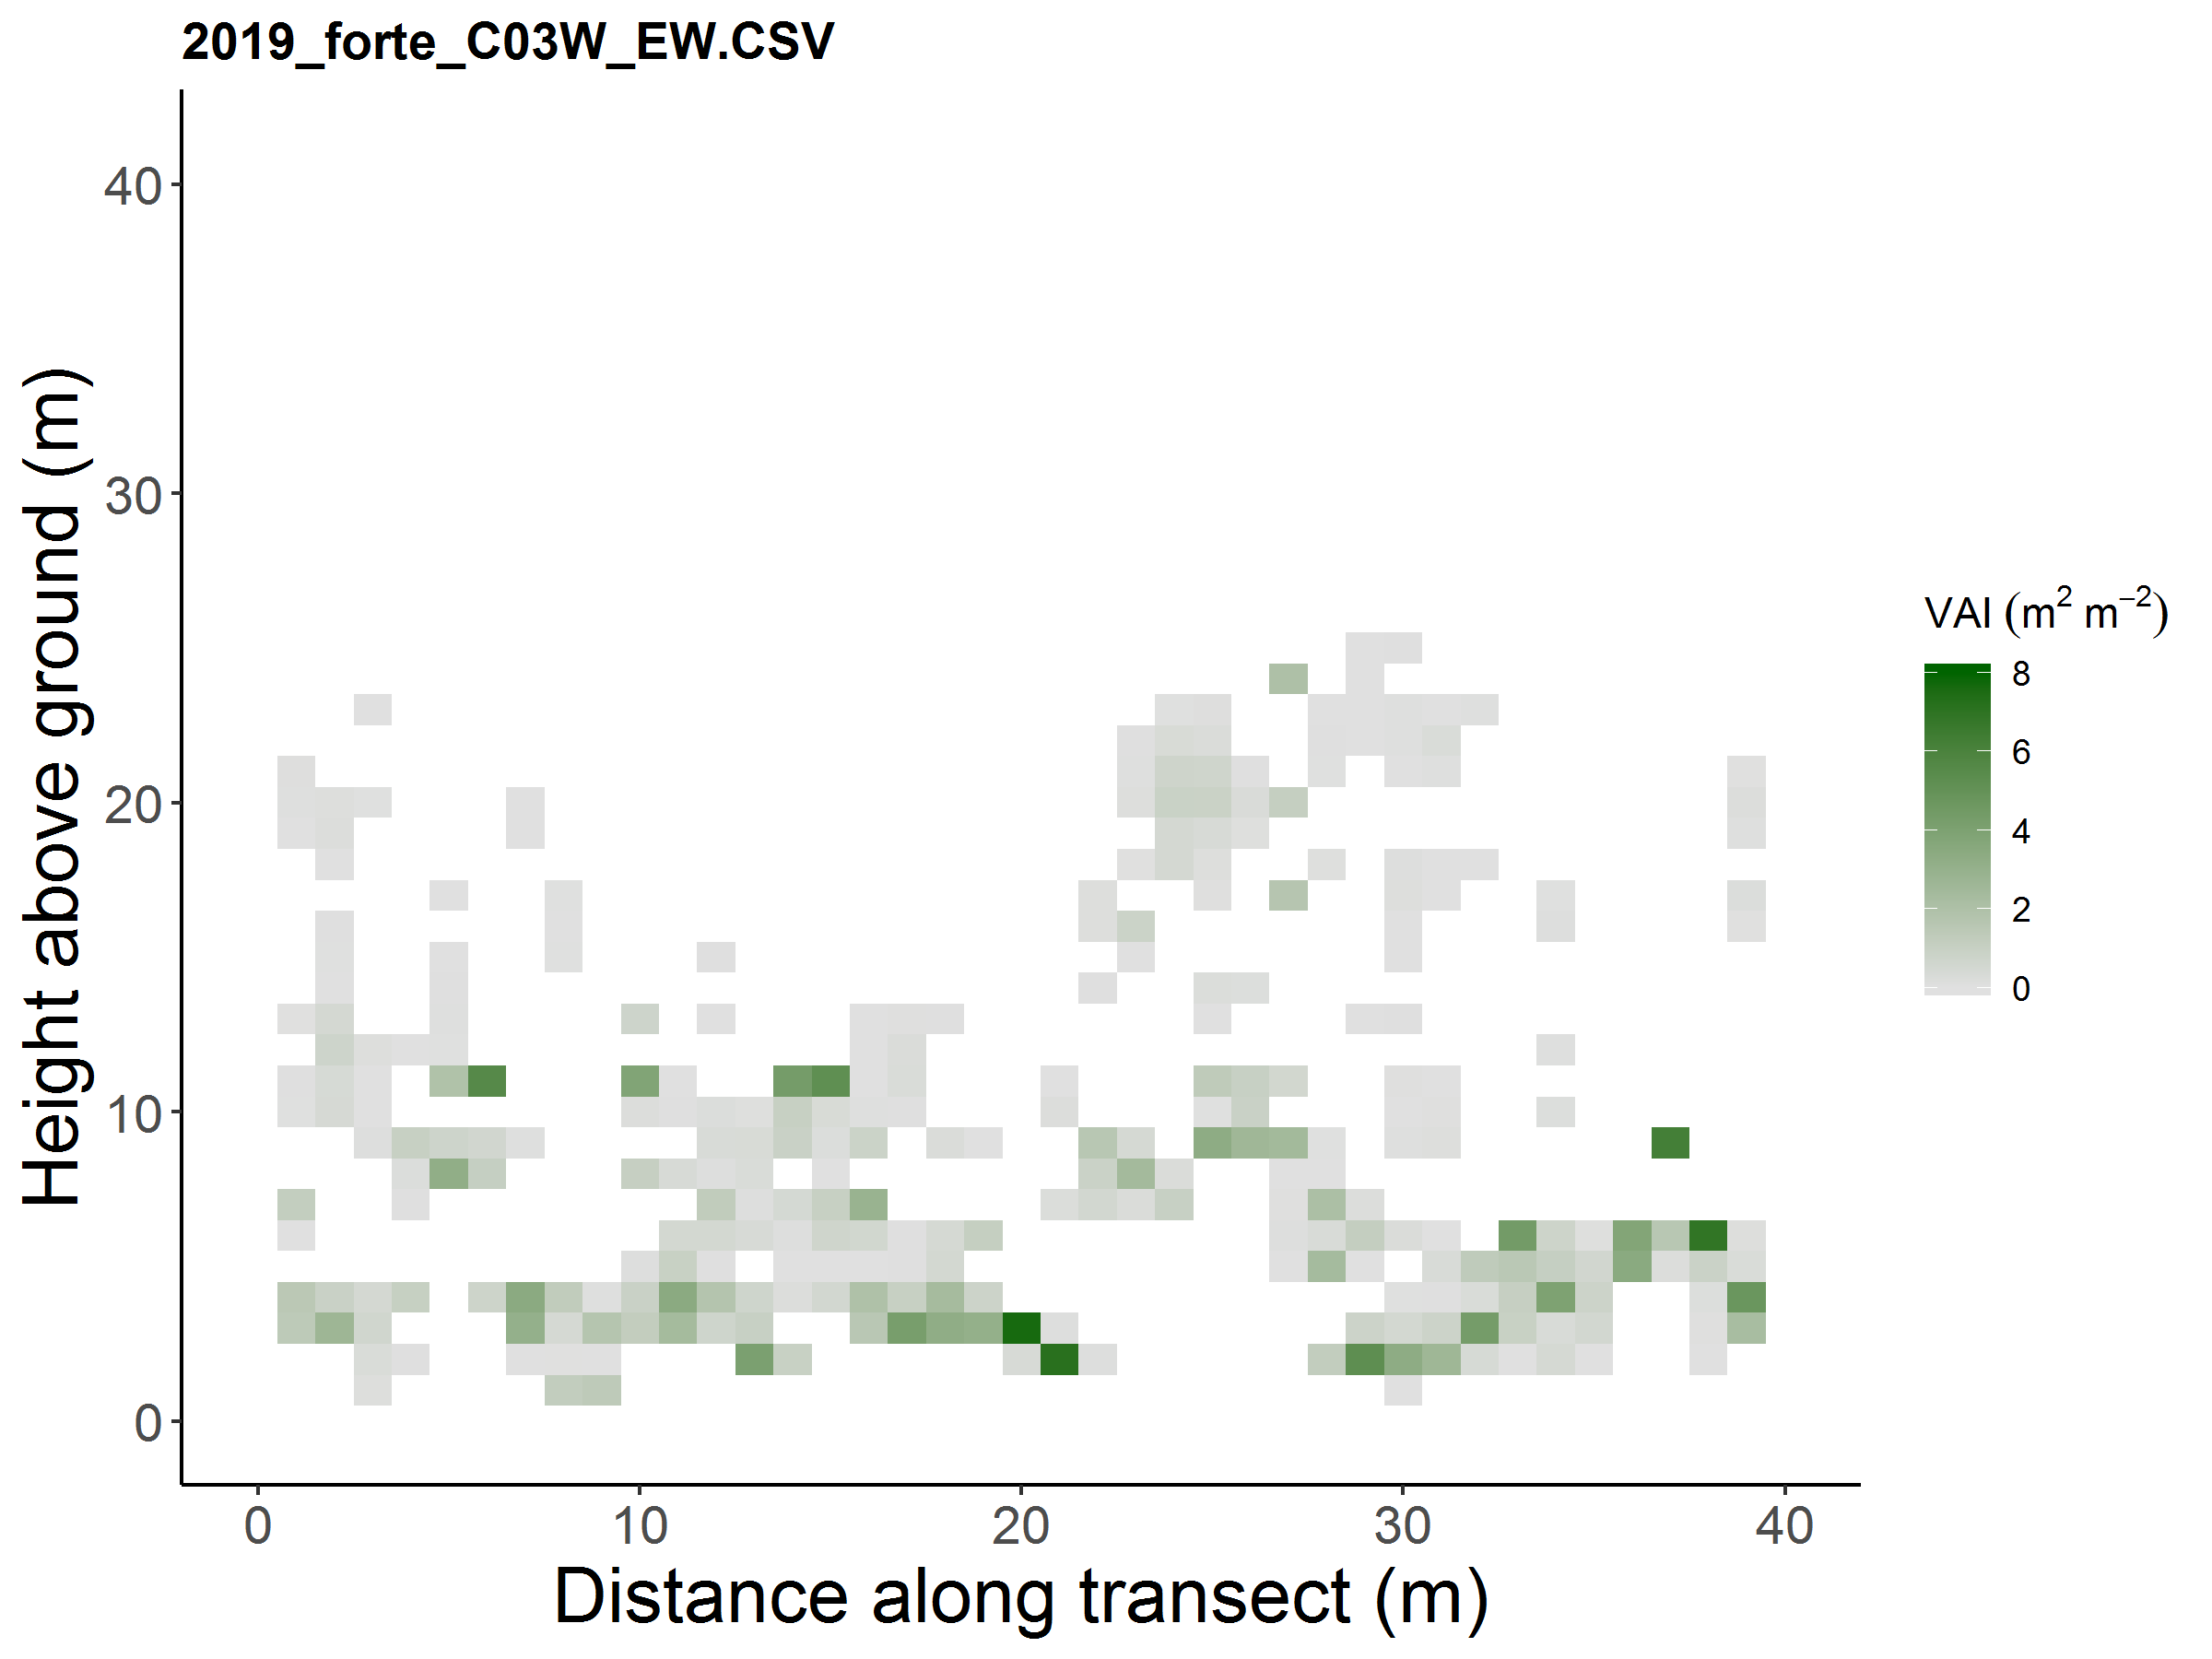 2019_forte_C03W_EW.CSV
Height above ground (m)
40
30
20
10
0
0 10 20 30 40
Distance along transect (m)
VAI (m² m⁻²)
8
6
4
2
0